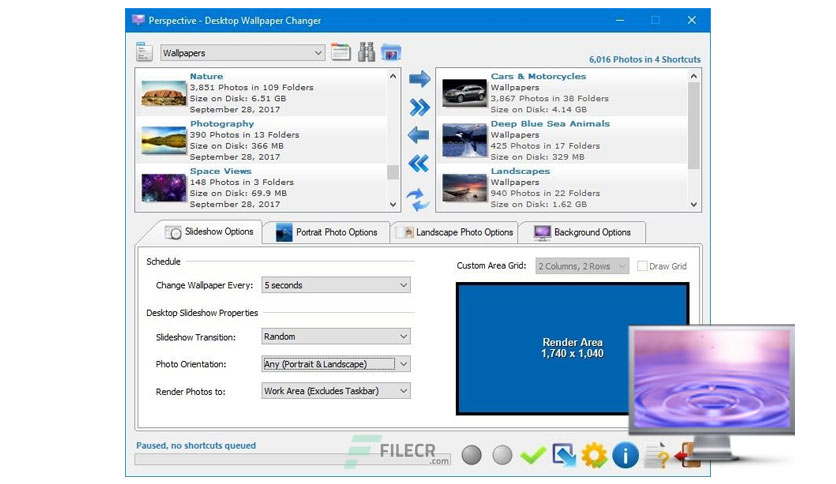 Perspective - Desktop Wallpaper Changer
Wallpapers
6,016 Photos in 4 Shortcuts
Nature
3,851 Photos in 109 Folders
Size on Disk: 6.51 GB
September 28, 2017
Photography
390 Photos in 13 Folders
Size on Disk: 366 MB
September 28, 2017
Space Views
148 Photos in 3 Folders
Size on Disk: 69.9 MB
September 28, 2017
Cars & Motorcycles
Wallpapers
3,867 Photos in 38 Folders
Size on Disk: 4.14 GB
Deep Blue Sea Animals
Wallpapers
425 Photos in 17 Folders
Size on Disk: 329 MB
Landscapes
Wallpapers
940 Photos in 22 Folders
Size on Disk: 1.62 GB
Slideshow Options
Portrait Photo Options
Landscape Photo Options
Background Options
Schedule
Change Wallpaper Every: 5 seconds
Desktop Slideshow Properties
Slideshow Transition: Random
Photo Orientation: Any (Portrait & Landscape)
Render Photos to: Work Area (Excludes Taskbar)
Custom Area Grid: 2 Columns, 2 Rows Draw Grid
Render Area
1,740 x 1,040
Paused, no shortcuts queued
FILECR
.com